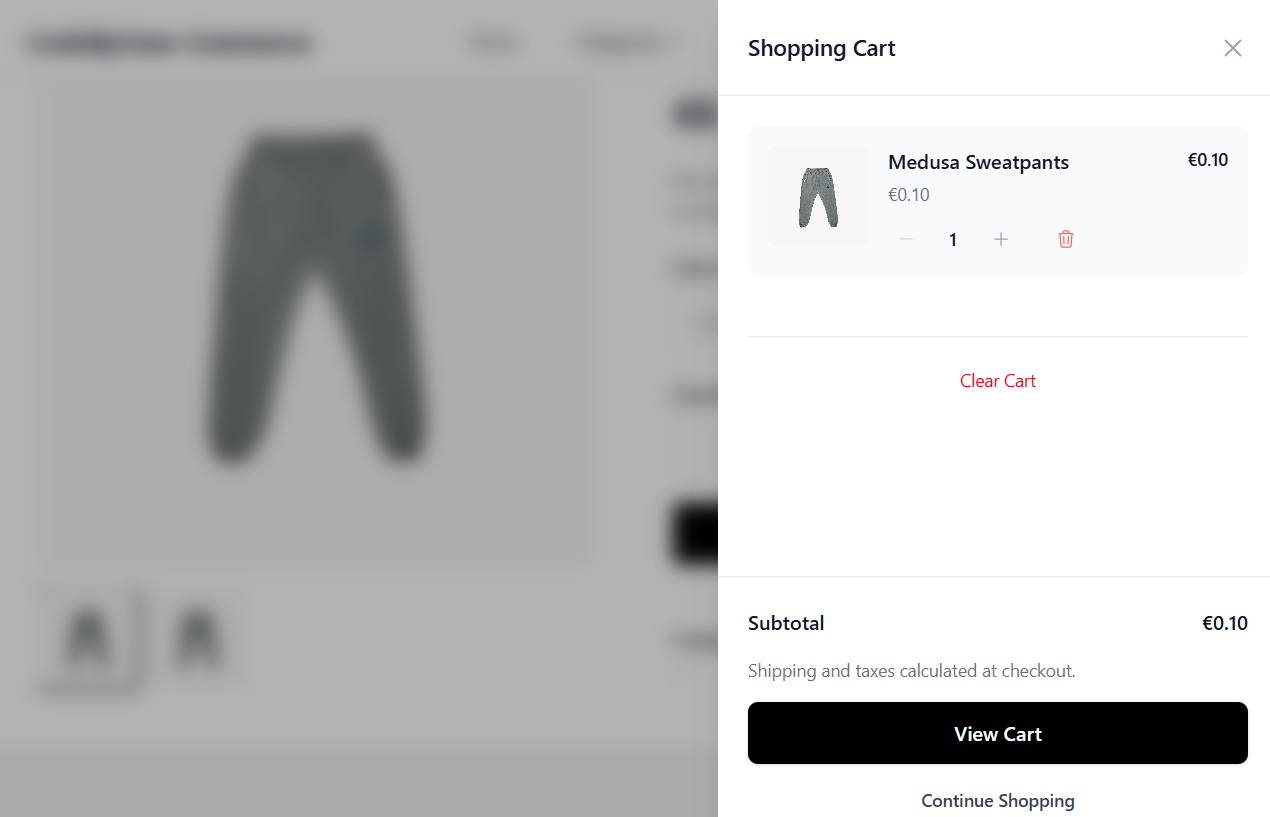 Shopping Cart
Medusa Sweatpants
€0.10
€0.10
1
Clear Cart
Subtotal
€0.10
Shipping and taxes calculated at checkout.
View Cart
Continue Shopping